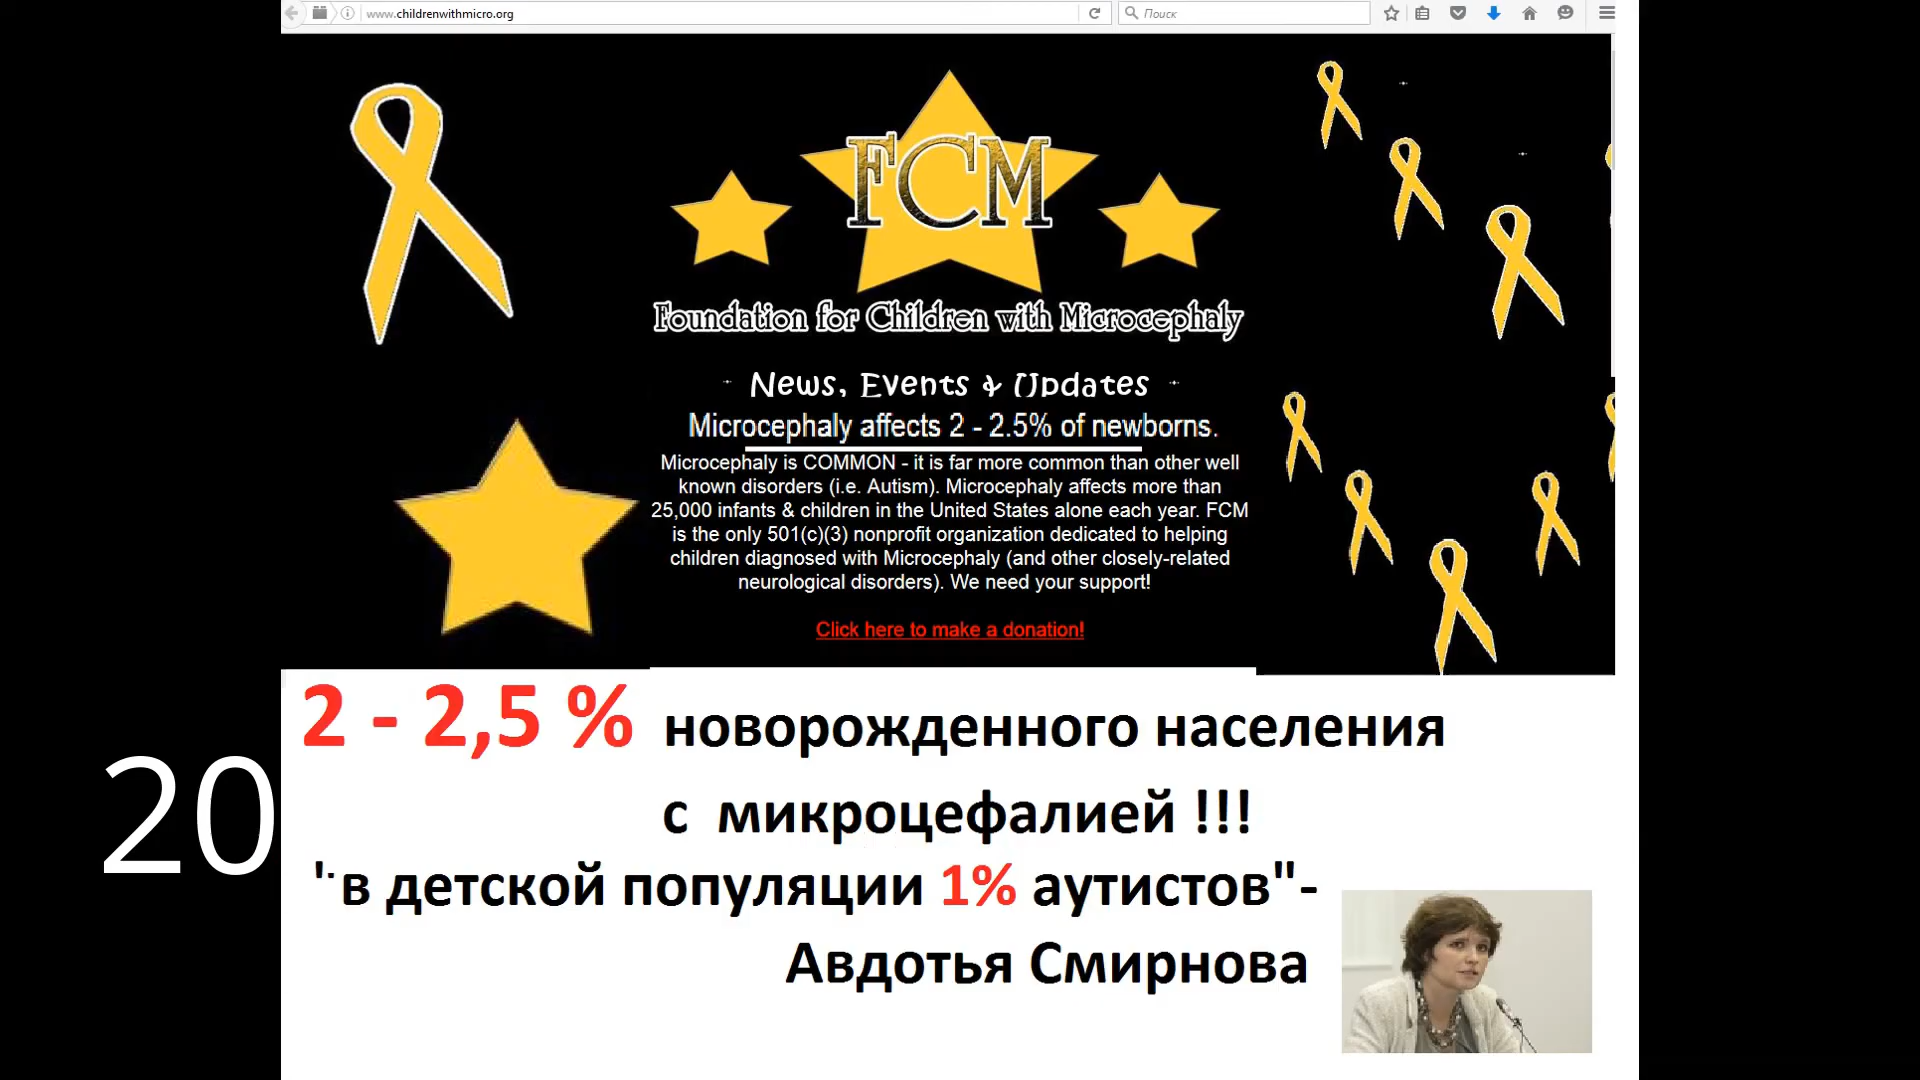 www.childrenwithmicro.org
Поиск
FCM
Foundation for Children with Microcephaly
News, Events & Updates
Microcephaly affects 2 - 2.5% of newborns.
Microcephaly is COMMON - it is far more common than other well
known disorders (i.e. Autism). Microcephaly affects more than
25,000 infants & children in the United States alone each year. FCM
is the only 501(c)(3) nonprofit organization dedicated to helping
children diagnosed with Microcephaly (and other closely-related
neurological disorders). We need your support!
Click here to make a donation!
2 - 2,5 % новорожденного населения
с микроцефалией !!!
20
"в детской популяции 1% аутистов"-
Авдотья Смирнова